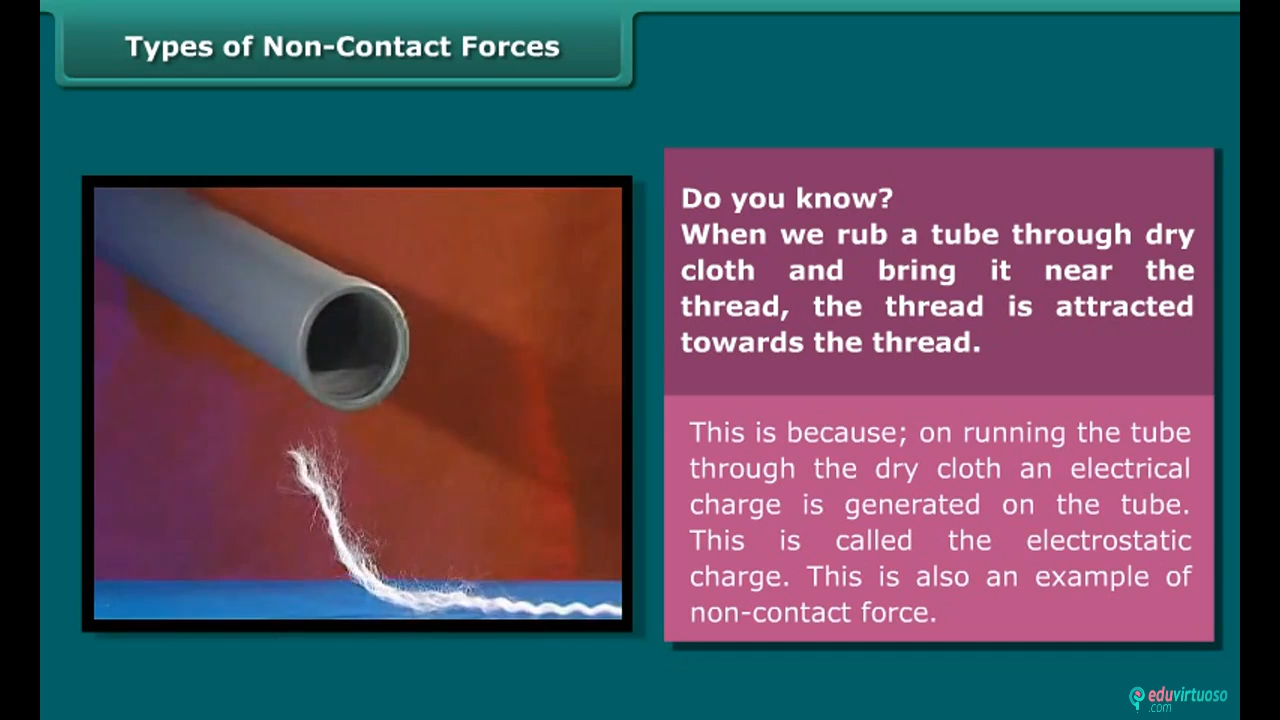 Types of Non-Contact Forces
Do you know?
When we rub a tube through dry
cloth and bring it near the
thread, the thread is attracted
towards the thread.
This is because; on running the tube
through the dry cloth an electrical
charge is generated on the tube.
This is called the electrostatic
charge. This is also an example of
non-contact force.
eduvirtuoso
.com